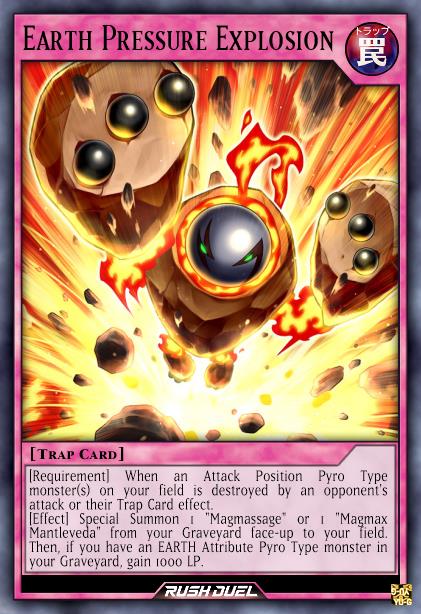 EARTH PRESSURE EXPLOSION
トラップ
罠
[TRAP CARD]
[Requirement] When an Attack Position Pyro Type
monster(s) on your field is destroyed by an opponent's
attack or their Trap Card effect.
[Effect] Special Summon 1 "Magmassage" or 1 "Magmax
Mantleveda" from your Graveyard face-up to your field.
Then, if you have an EARTH Attribute Pyro Type monster in
your Graveyard, gain 1000 LP.
RUSH DUEL